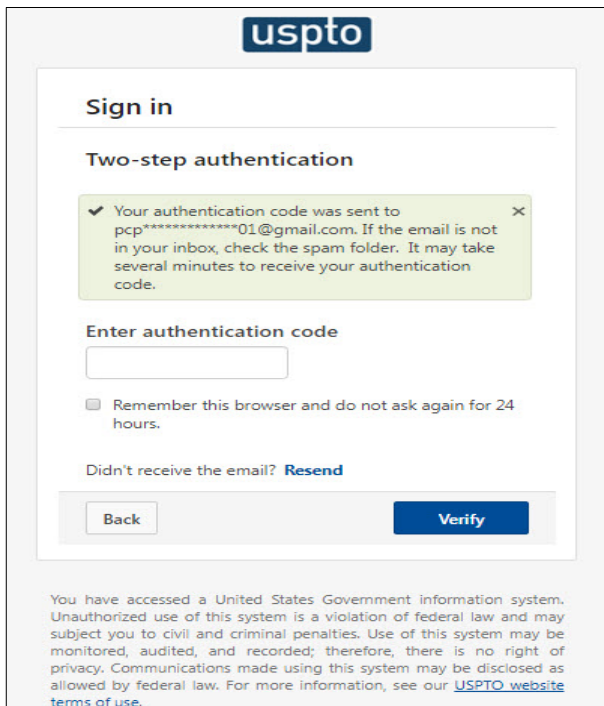 uspto
Sign in
Two-step authentication
✔ Your authentication code was sent to ×
pcp*************01@gmail.com. If the email is not
in your inbox, check the spam folder. It may take
several minutes to receive your authentication
code.
Enter authentication code
Remember this browser and do not ask again for 24
hours.
Didn't receive the email? Resend
Back Verify
You have accessed a United States Government information system.
Unauthorized use of this system is a violation of federal law and may
subject you to civil and criminal penalties. Use of this system may be
monitored, audited, and recorded; therefore, there is no right of
privacy. Communications made using this system may be disclosed as
allowed by federal law. For more information, see our USPTO website
terms of use.